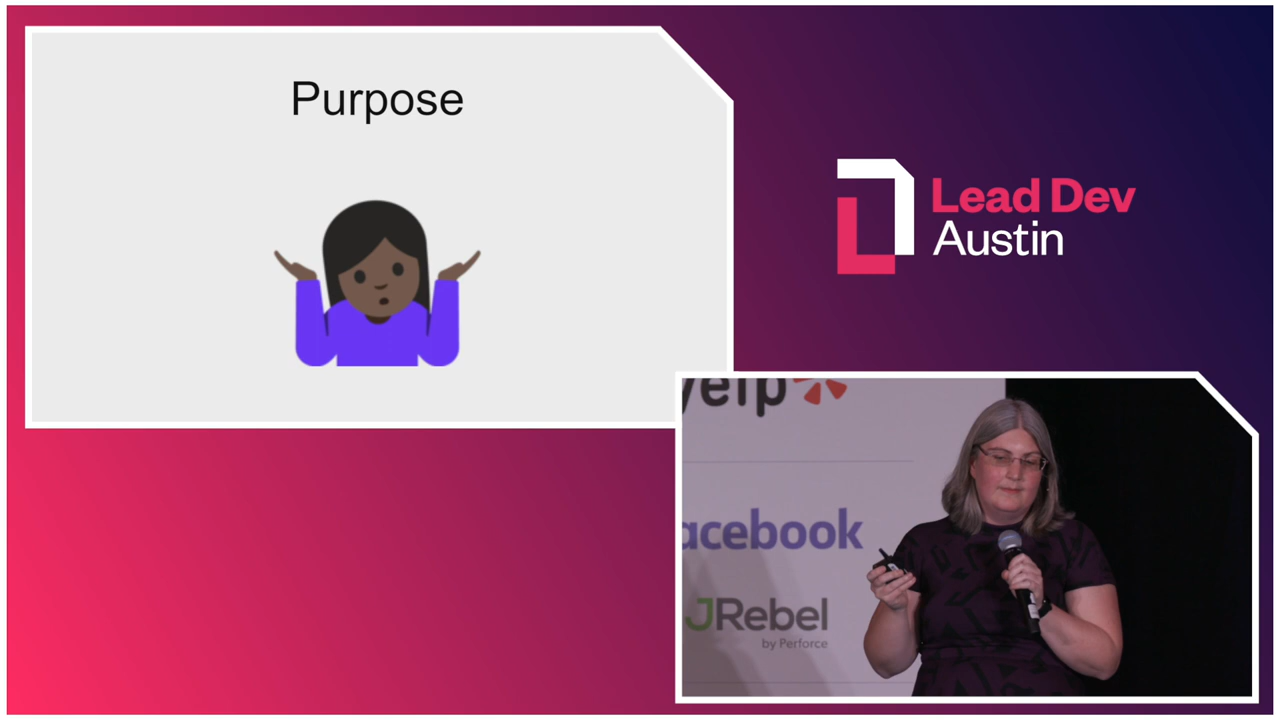 Purpose
Lead Dev
Austin
yelp
acebook
JRebel
by Perforce